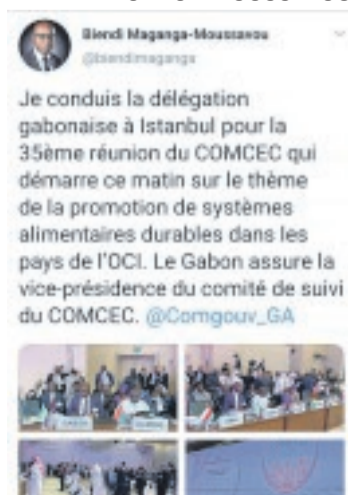 Biendi Maganga-Moussavou
@biendimaganga
Je conduis la délégation
gabonaise à Istanbul pour la
35ème réunion du COMCEC qui
démarre ce matin sur le thème
de la promotion de systèmes
alimentaires durables dans les
pays de l'OCI. Le Gabon assure la
vice-présidence du comité de suivi
du COMCEC. @Comgouv_GA
GABON